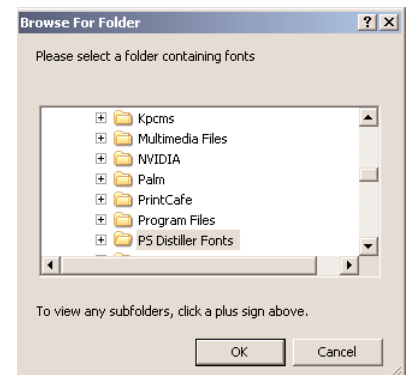 Browse For Folder
Please select a folder containing fonts
Kpcms
Multimedia Files
NVIDIA
Palm
PrintCafe
Program Files
PS Distiller Fonts
To view any subfolders, click a plus sign above.
OK Cancel